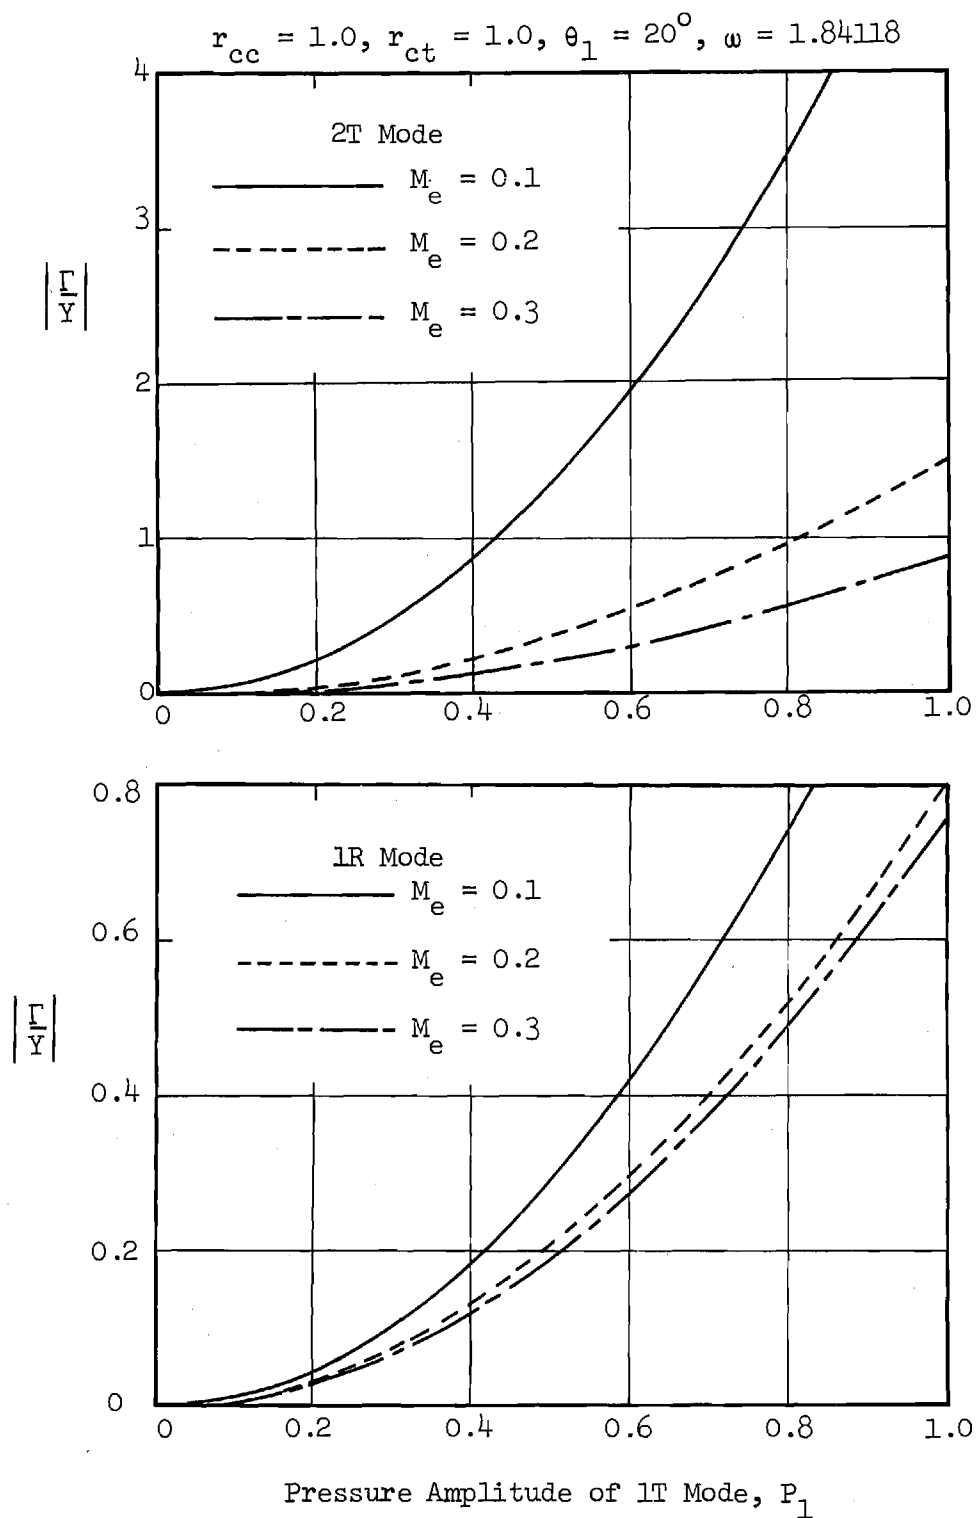 r_cc = 1.0, r_ct = 1.0, θ_1 = 20°, ω = 1.84118
4
2T Mode
M_e = 0.1
3
M_e = 0.2
|Γ/Y|
M_e = 0.3
2
1
0
0 0.2 0.4 0.6 0.8 1.0
0.8
1R Mode
M_e = 0.1
0.6
M_e = 0.2
|Γ/Y|
M_e = 0.3
0.4
0.2
0
0 0.2 0.4 0.6 0.8 1.0
Pressure Amplitude of 1T Mode, P_1